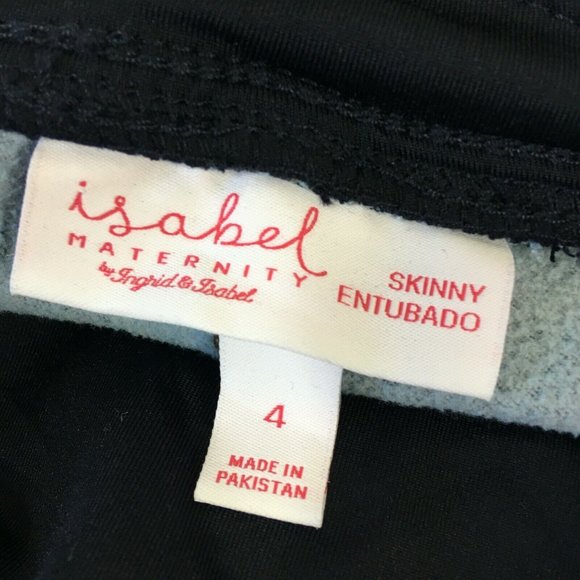 isabel
MATERNITY
by Ingrid & Isabel
SKINNY
ENTUBADO
4
MADE IN
PAKISTAN